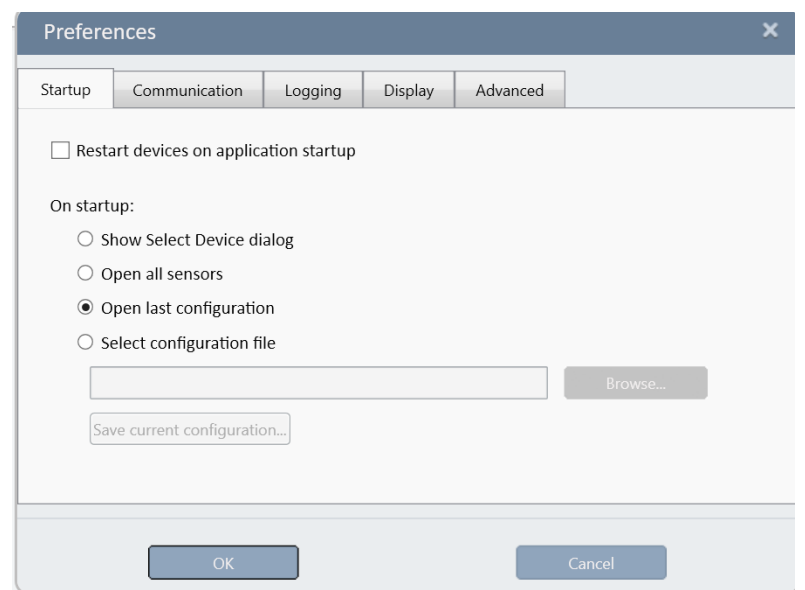 Preferences
Startup Communication Logging Display Advanced
Restart devices on application startup
On startup:
Show Select Device dialog
Open all sensors
Open last configuration
Select configuration file
Browse...
Save current configuration...
OK Cancel